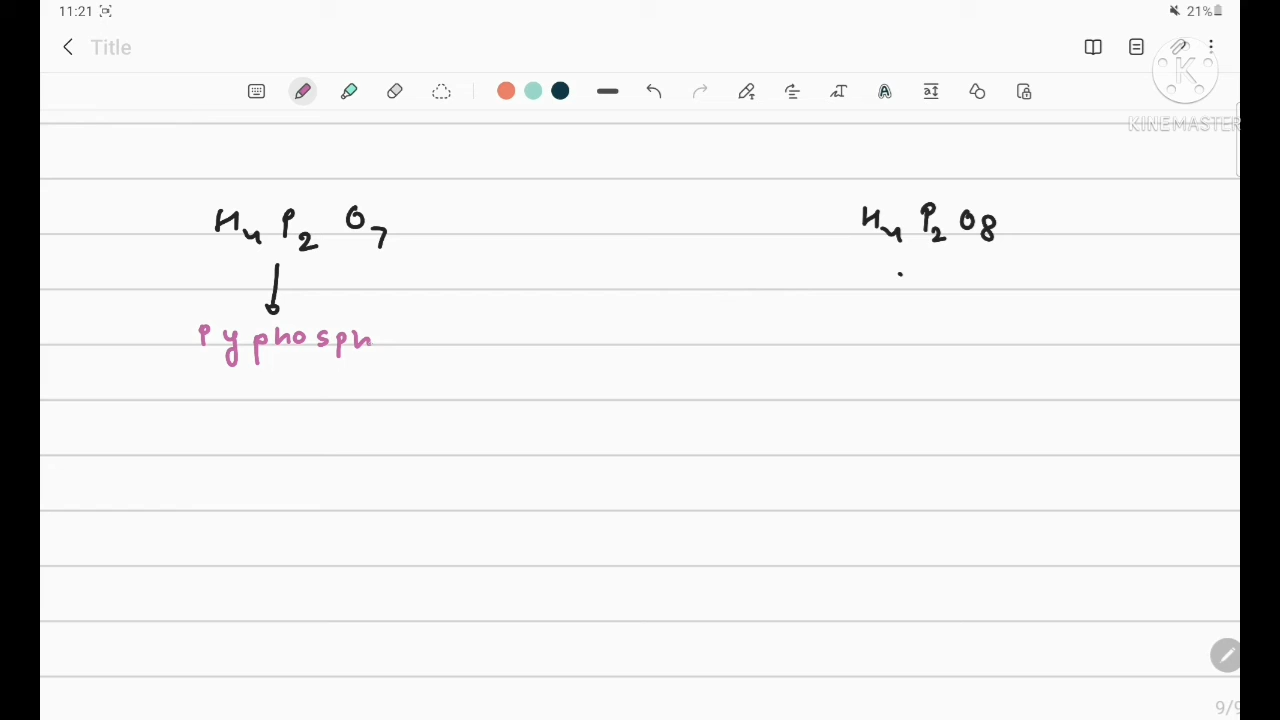 11:21
21%
Title
KINEMASTER
H4 P2 O7
H4 P2 O8
Pyphosph
9/9